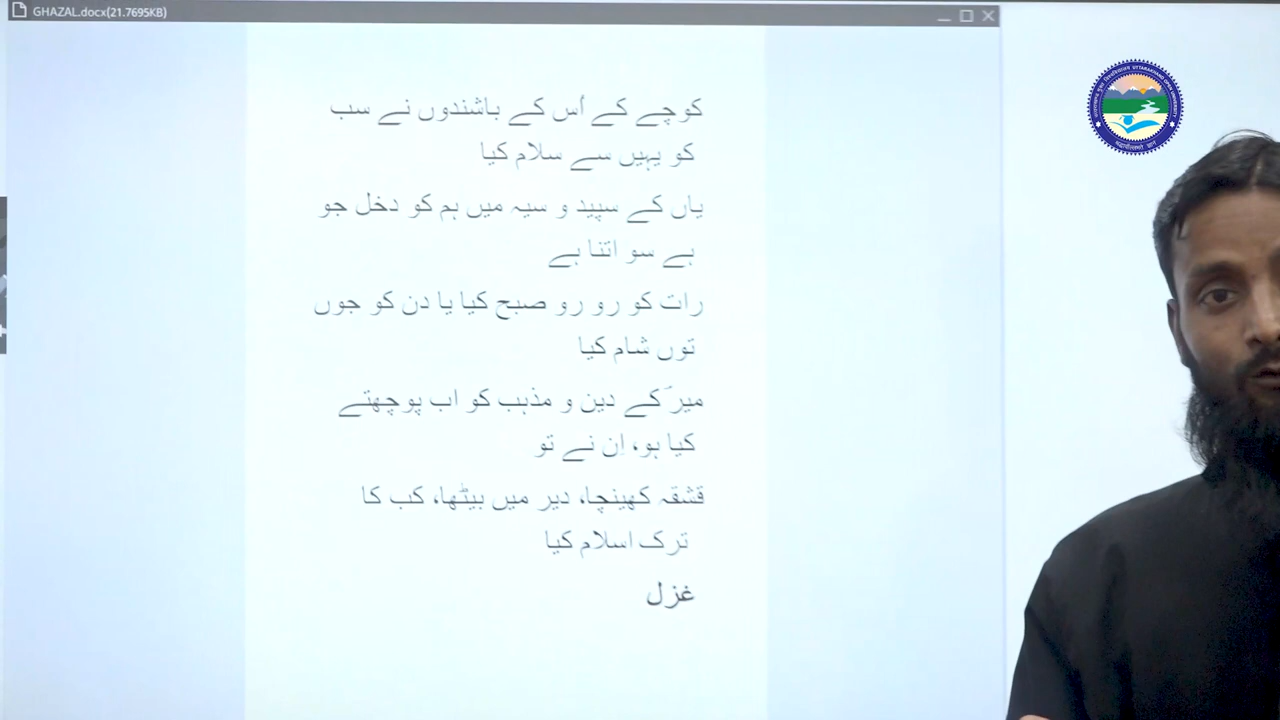 GHAZAL.docx(21.7695KB)
کوچے کے اُس کے باشندوں نے سب
کو یہیں سے سلام کیا
یاں کے سپید و سیہ میں ہم کو دخل جو
ہے سو اتنا ہے
رات کو رو رو صبح کیا یا دن کو جوں
توں شام کیا
میرؔ کے دین و مذہب کو اب پوچھتے
کیا ہو، اِن نے تو
قشقہ کھینچا، دیر میں بیٹھا، کب کا
ترک اسلام کیا
غزل
UTTARAKHAND OPEN UNIVERSITY